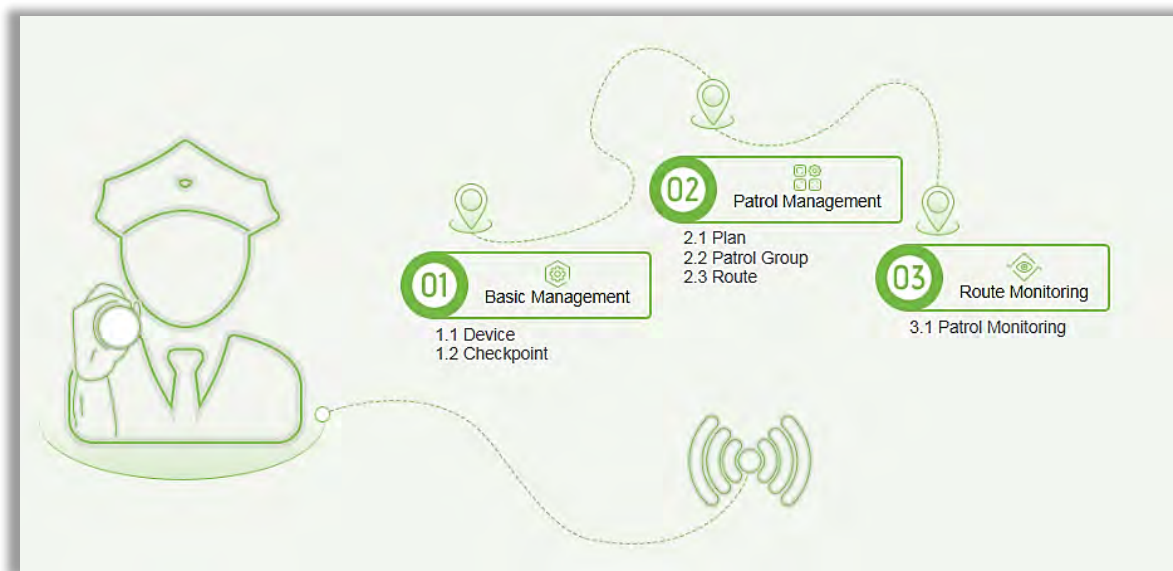 01
Basic Management
1.1 Device
1.2 Checkpoint
02
Patrol Management
2.1 Plan
2.2 Patrol Group
2.3 Route
03
Route Monitoring
3.1 Patrol Monitoring